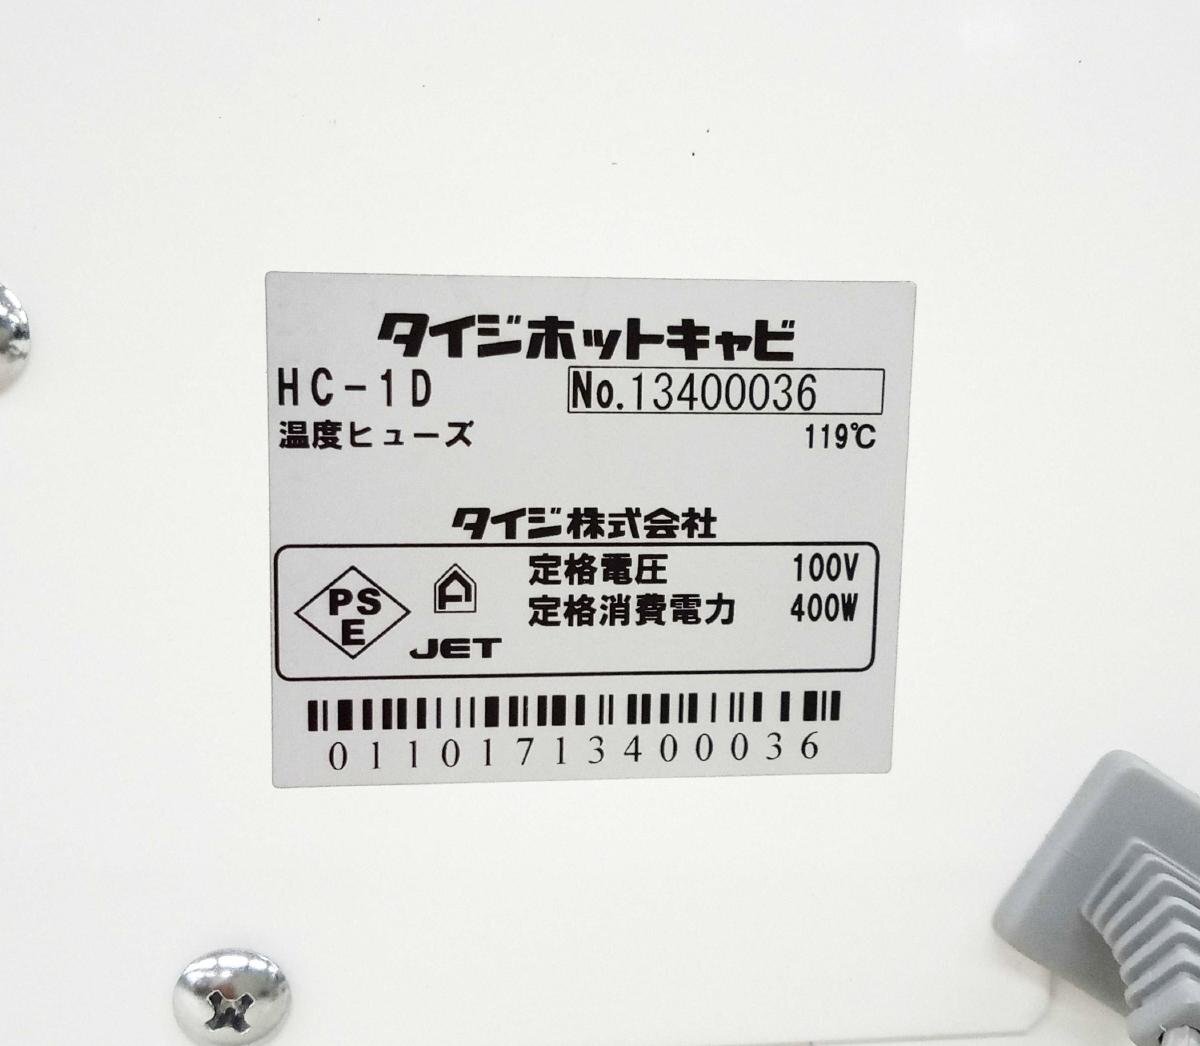 タイジホットキャビ
HC-1D No.13400036
温度ヒューズ 119℃
タイジ株式会社
PS
E
A
JET
定格電圧 100V
定格消費電力 400W
01101713400036